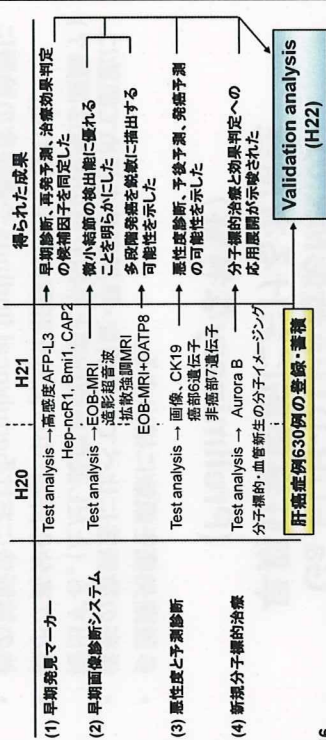 H20
H21
得られた成果
(1) 早期発見マーカー
Test analysis → 高感度AFP-L3
Hep-ncR1, Bmi1, CAP2
早期診断、再発予測、治療効果判定
の候補因子を同定した
(2) 早期画像診断システム
Test analysis → EOB-MRI
造影超音波
拡散強調MRI
EOB-MRI+OATP8
微小結節の検出能に優れる
ことを明らかにした
多段階発癌を鋭敏に描出する
可能性を示した
(3) 悪性度と予測診断
Test analysis → 画像、CK19
癌部6遺伝子
非癌部7遺伝子
悪性度診断、予後予測、発癌予測
の可能性を示した
(4) 新規分子標的治療
Test analysis → Aurora B
分子標的・血管新生の分子イメージング
分子標的治療と効果判定への
応用展開が示唆された
肝癌症例630例の登録・蓄積
Validation analysis
(H22)